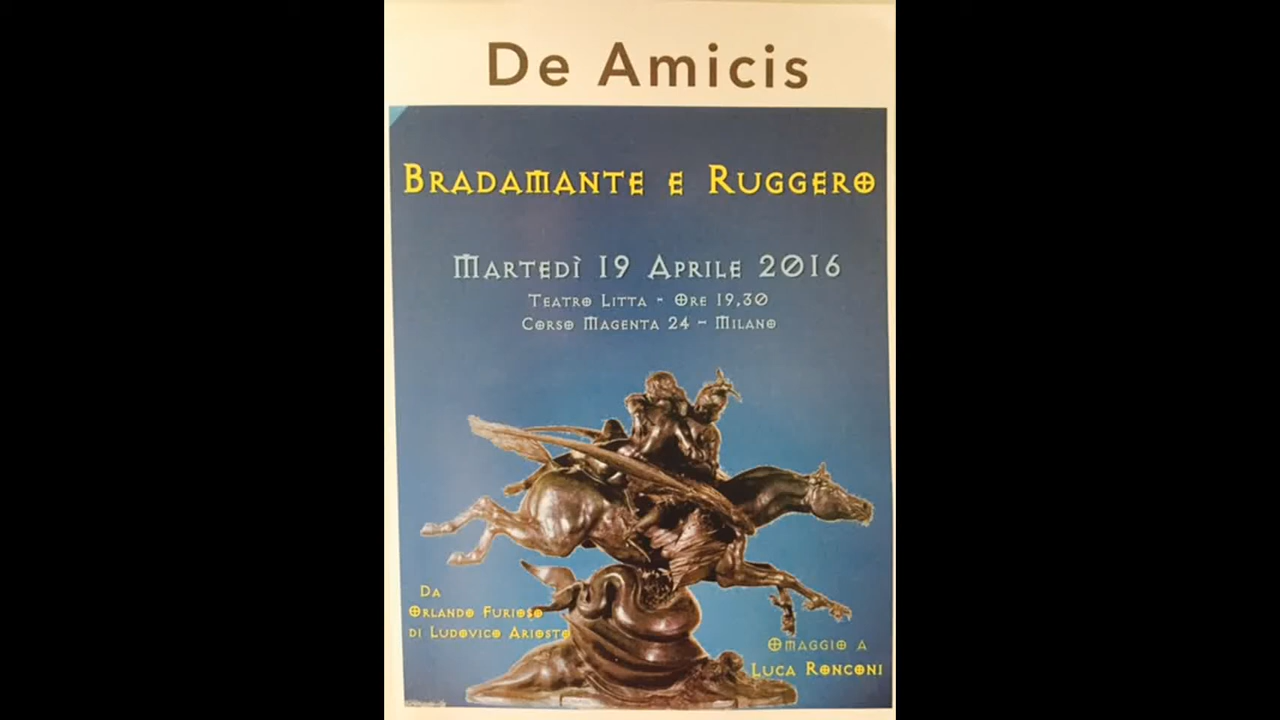 De Amicis
Bradamante e Ruggero
Martedì 19 Aprile 2016
Teatro Litta - Ore 19,30
Corso Magenta 24 - Milano
Da
Orlando Furioso
di Ludovico Ariosto
Omaggio a
Luca Ronconi